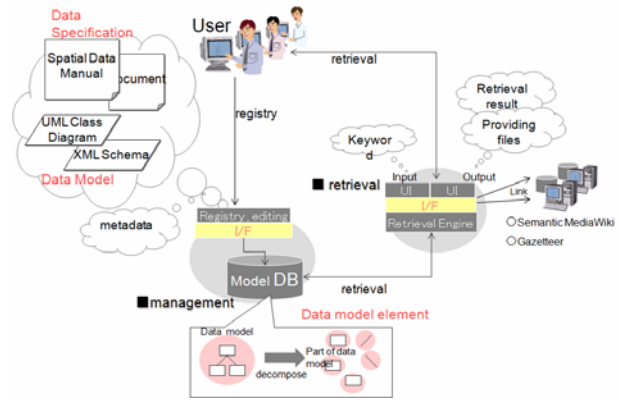 Data
Specification
Spatial Data
Manual
Document
UML Class
Diagram
XML Schema
Data Model
metadata
User
registry
retrieval
Retrieval
result
Providing
files
Keywor
d
Input
Output
■ retrieval
UI
UI
I/F
Retrieval Engine
Link
○Semantic MediaWiki
○Gazetteer
Registry, editing
I/F
Model DB
■management
retrieval
Data model element
Data model
decompose
Part of data
model